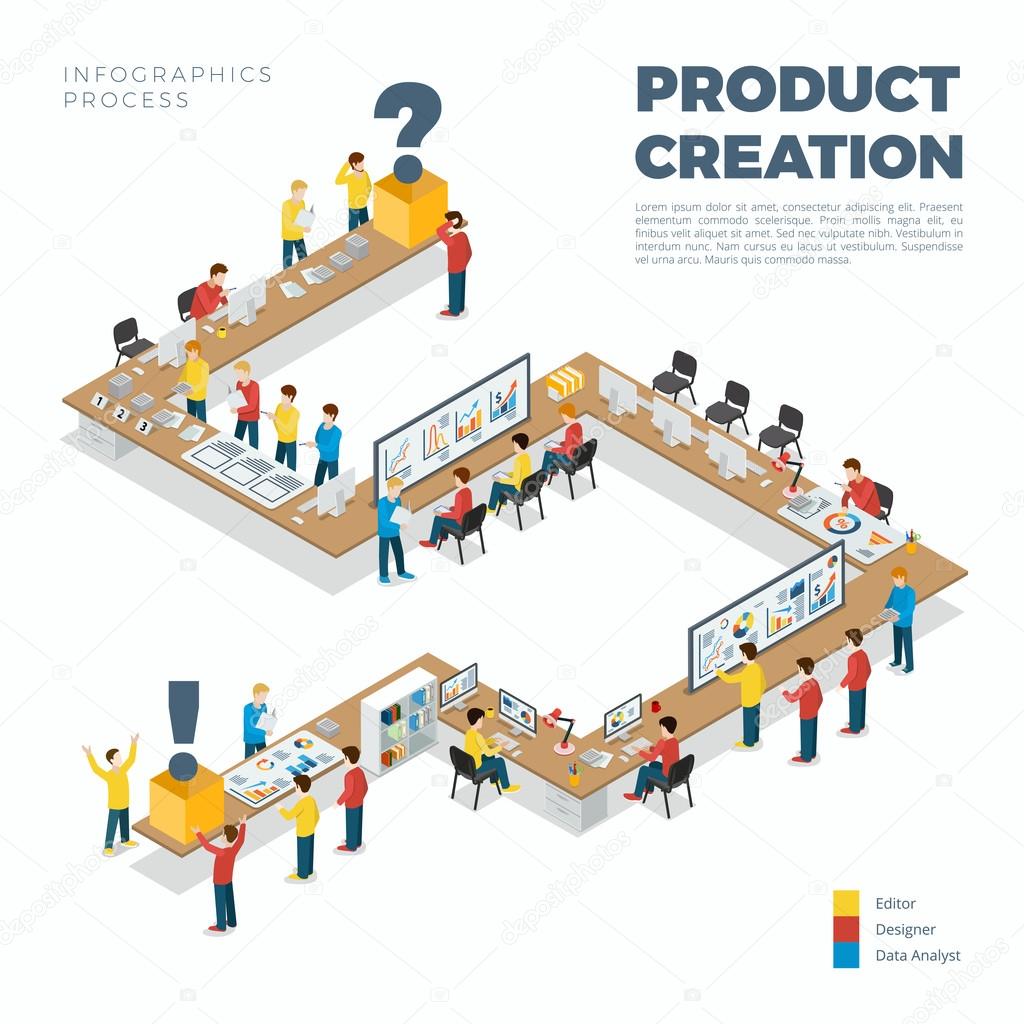 INFOGRAPHICS
PROCESS
PRODUCT
CREATION
Lorem ipsum dolor sit amet, consectetur adipiscing elit. Praesent
elementum commodo scelerisque. Proin mollis magna elit, eu
finibus velit aliquet sit amet. Sed nec vulputate nibh. Vestibulum in
interdum nunc. Nam cursus eu lacus ut vestibulum. Suspendisse
vel urna arcu. Mauris quis commodo massa.
?
1
2
3
$
%
$
!
Editor
Designer
Data Analyst
depositphotos